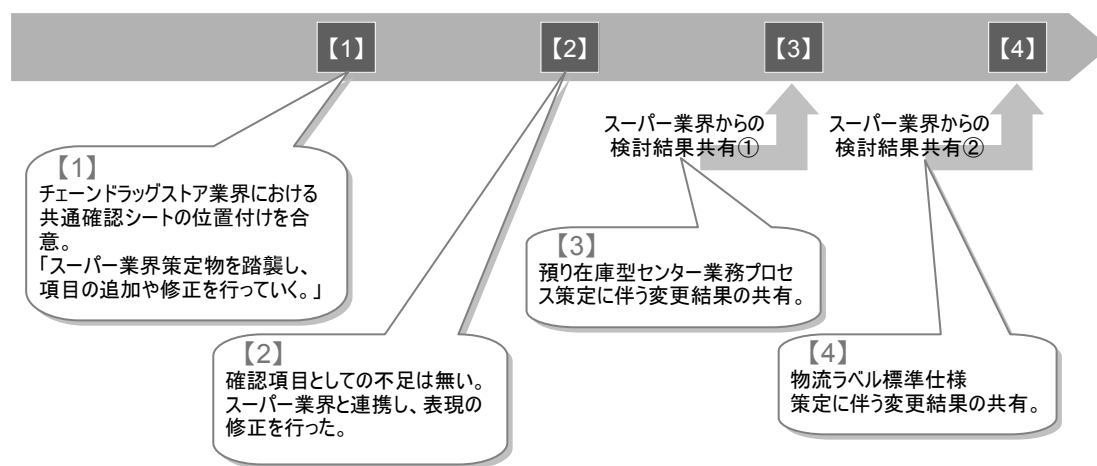 【1】
【2】
【3】
【4】
スーパー業界からの
検討結果共有①
スーパー業界からの
検討結果共有②
【1】
チェーンドラッグストア業界における
共通確認シートの位置付けを合
意。
「スーパー業界策定物を踏襲し、
項目の追加や修正を行っていく。」
【2】
確認項目としての不足は無い。
スーパー業界と連携し、表現の
修正を行った。
【3】
預り在庫型センター業務プロセ
ス策定に伴う変更結果の共有。
【4】
物流ラベル標準仕様
策定に伴う変更結果の共有。